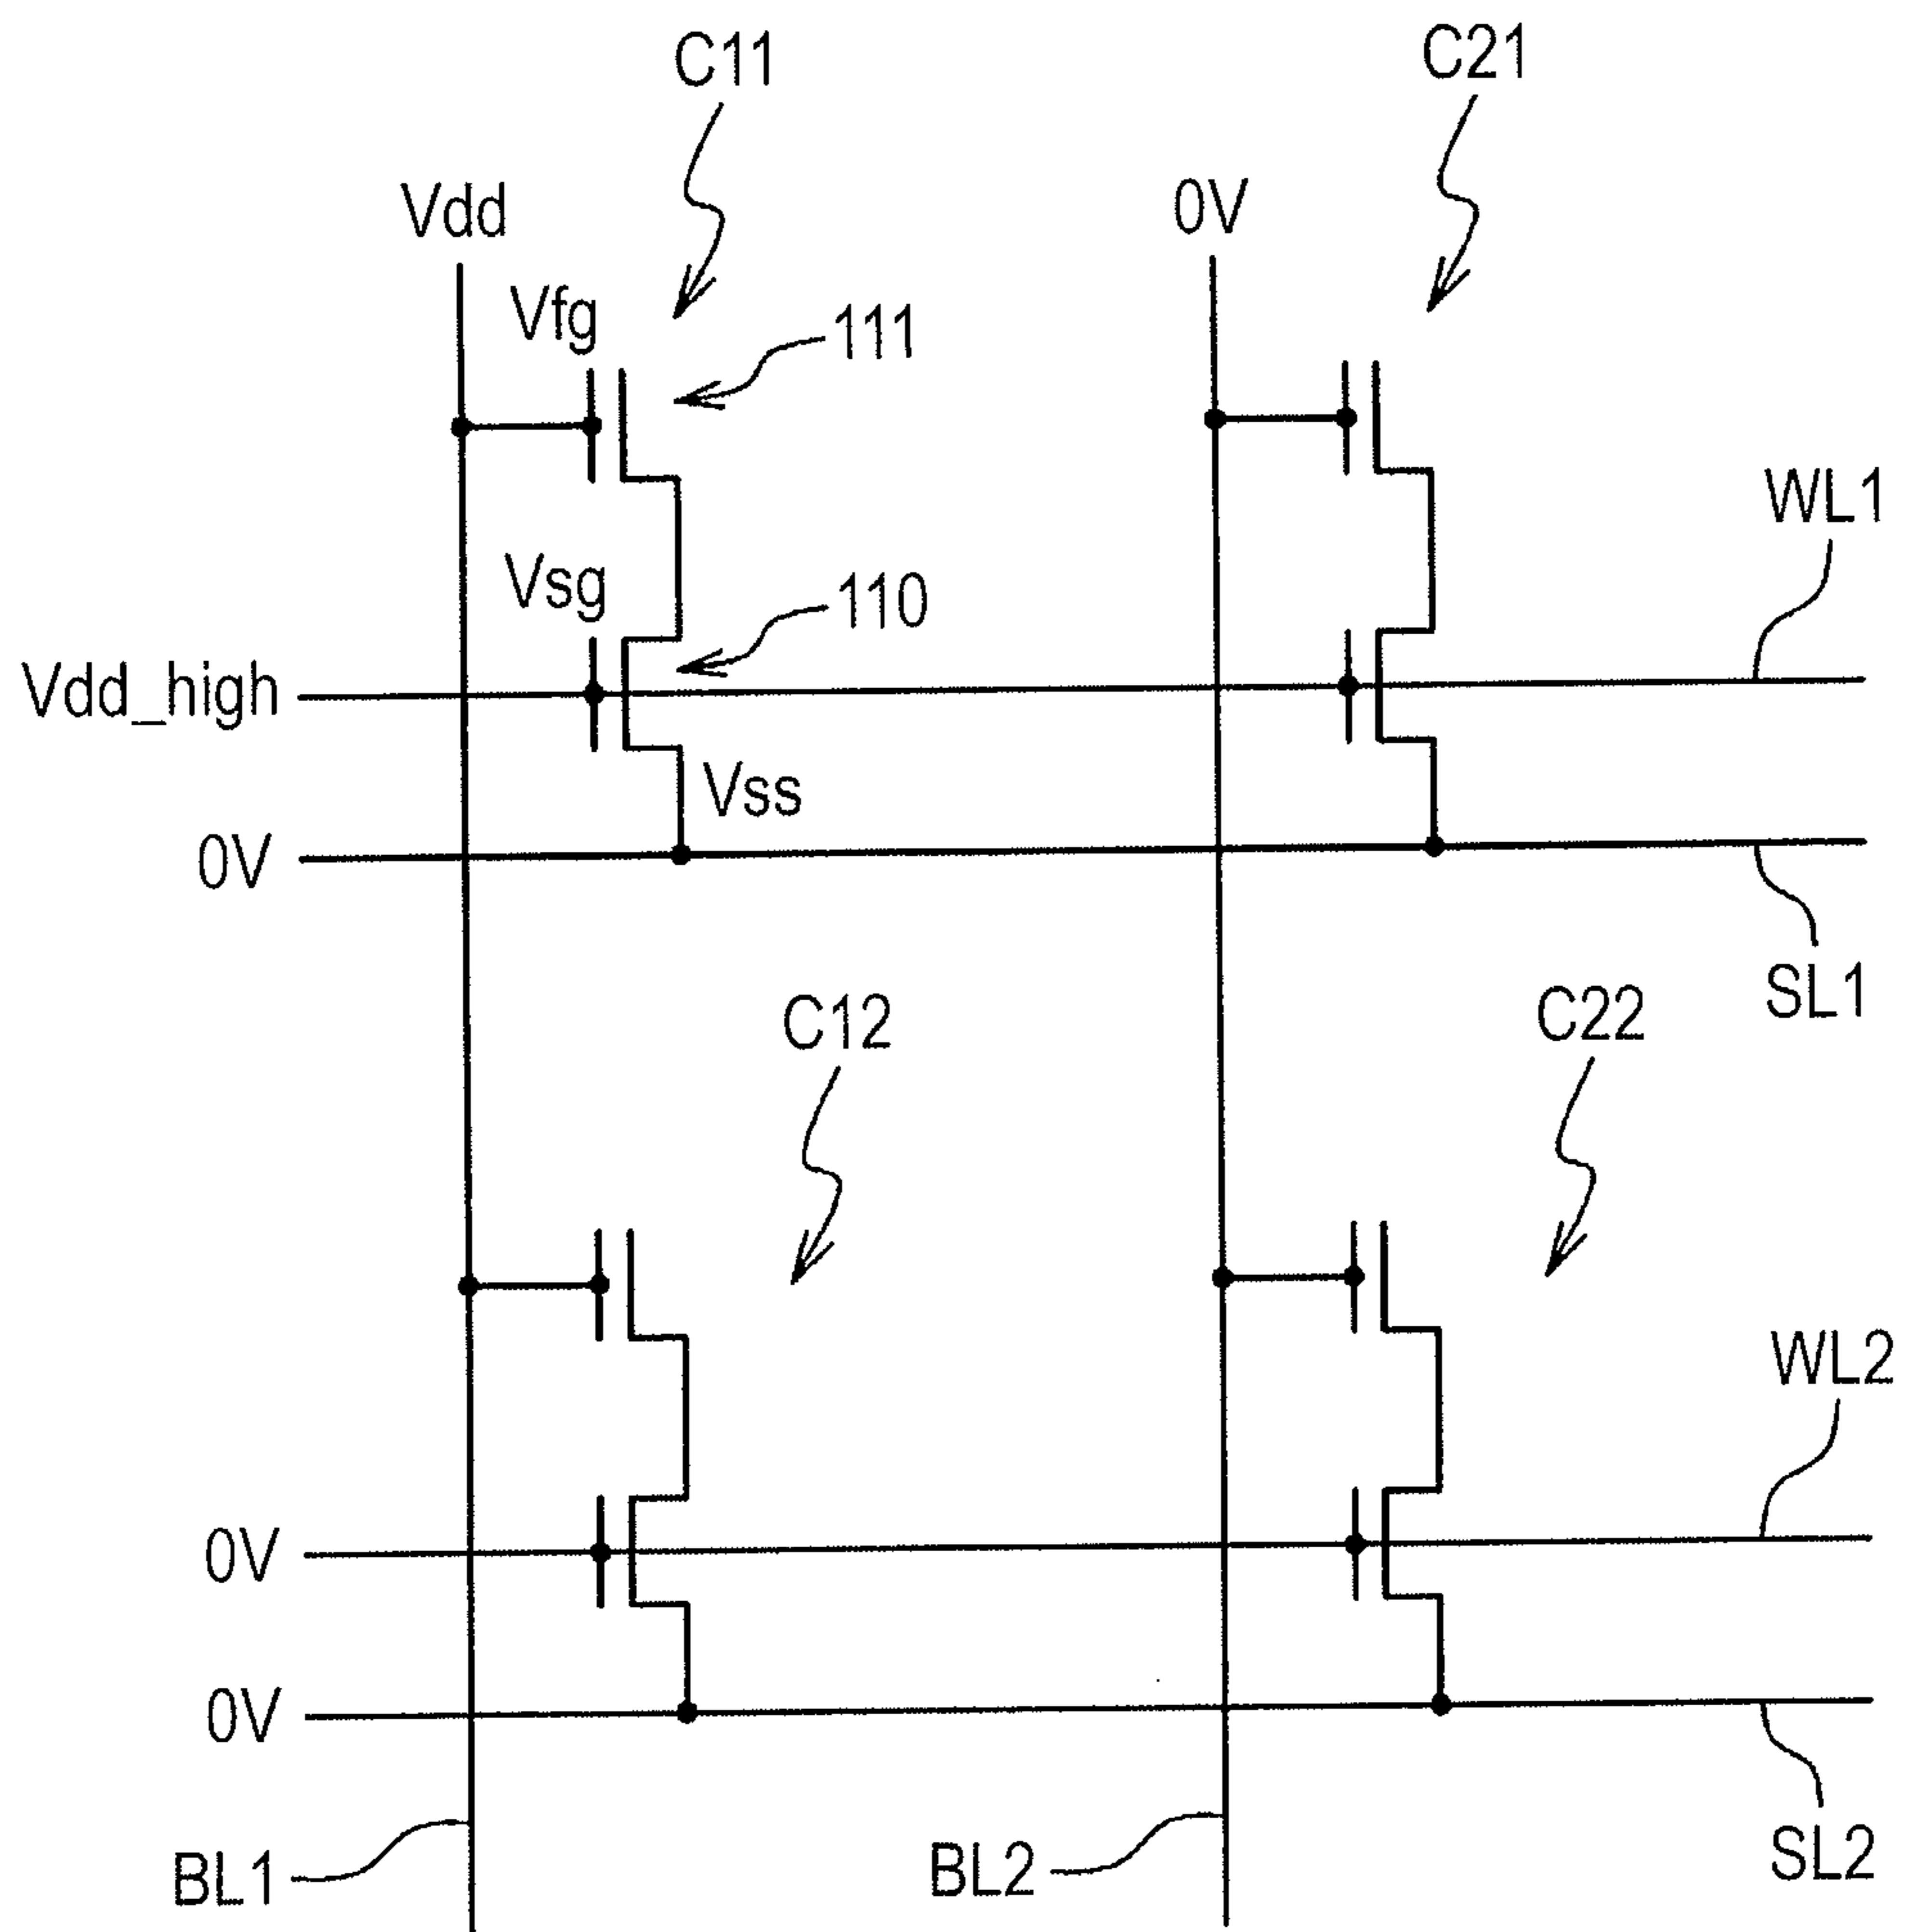 C11
C21
Vdd
0V
Vfg
111
WL1
Vsg
110
Vdd_high
Vss
0V
SL1
C12
C22
WL2
0V
0V
SL2
BL1
BL2